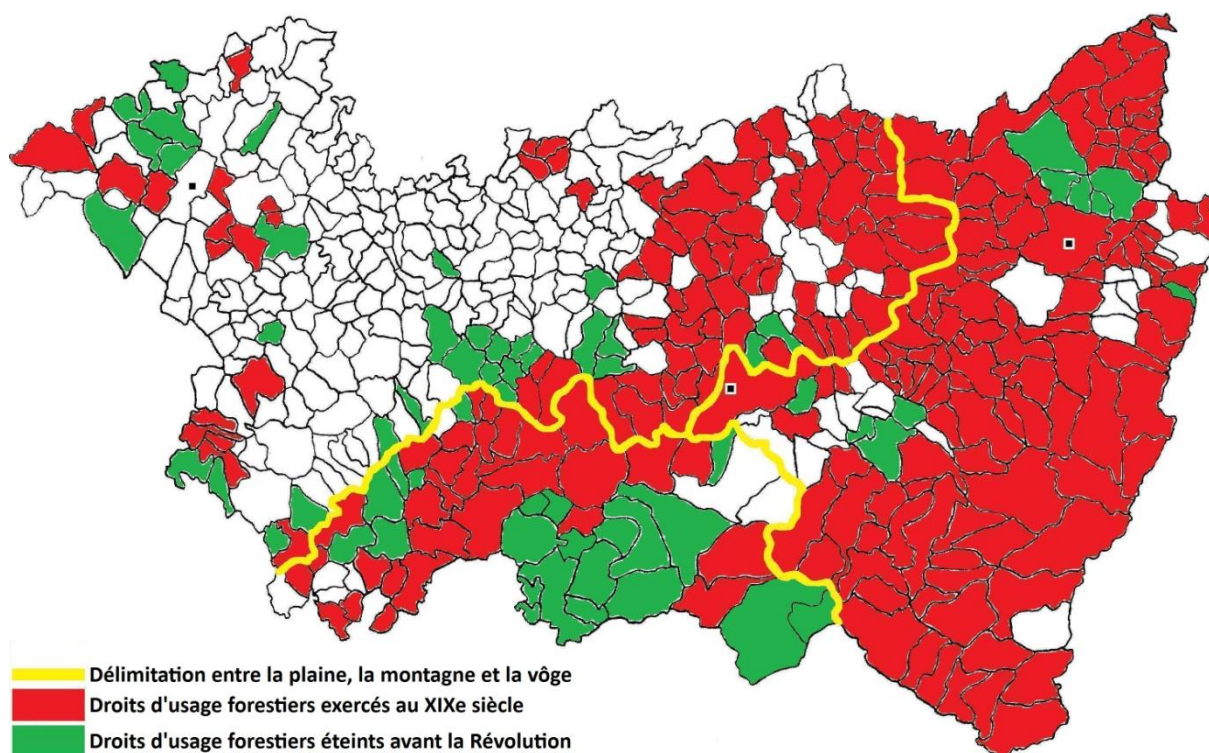 Délimitation entre la plaine, la montagne et la vôge
Droits d'usage forestiers exercés au XIXe siècle
Droits d'usage forestiers éteints avant la Révolution